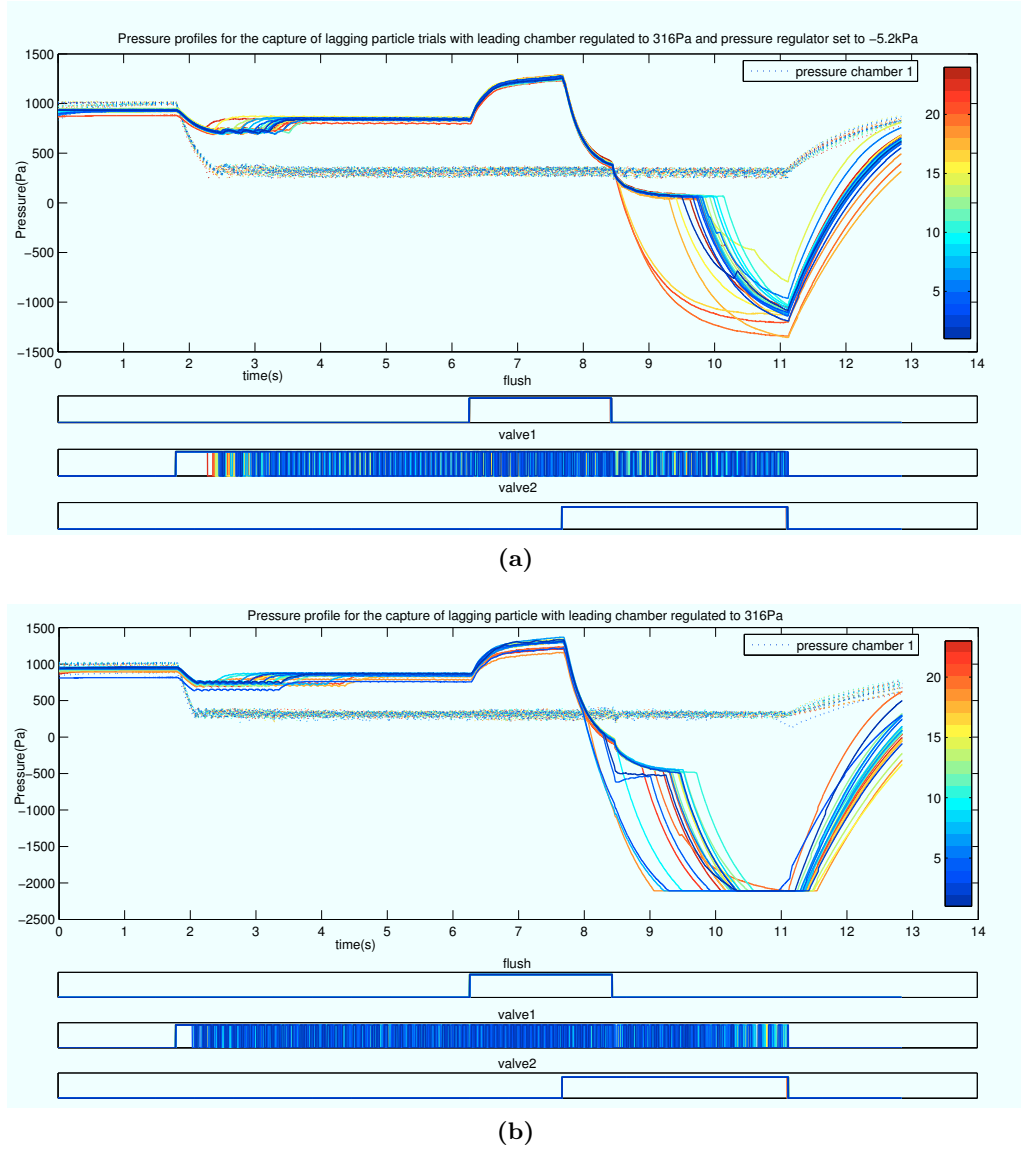 Pressure profiles for the capture of lagging particle trials with leading chamber regulated to 316Pa and pressure regulator set to −5.2kPa
1500
1000
500
0
−500
−1000
−1500
Pressure(Pa)
pressure chamber 1
20
15
10
5
0 1 2 3 4 5 6 7 8 9 10 11 12 13 14
time(s)
flush
valve1
valve2
(a)
Pressure profile for the capture of lagging particle with leading chamber regulated to 316Pa
1500
1000
500
0
−500
−1000
−1500
−2000
−2500
Pressure(Pa)
pressure chamber 1
20
15
10
5
0 1 2 3 4 5 6 7 8 9 10 11 12 13 14
time(s)
flush
valve1
valve2
(b)